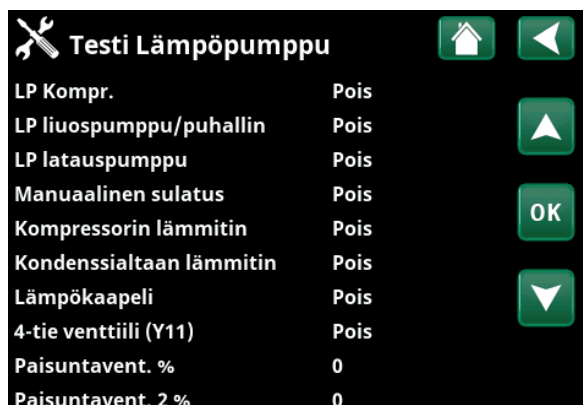 Testi Lämpöpumppu
LP Kompr. Pois
LP liuospumppu/puhallin Pois
LP latauspumppu Pois
Manuaalinen sulatus Pois
Kompressorin lämmitin Pois
Kondenssialtaan lämmitin Pois
Lämpökaapeli Pois
4-tie venttiili (Y11) Pois
Paisuntavent. % 0
Paisuntavent. 2 % 0
OK